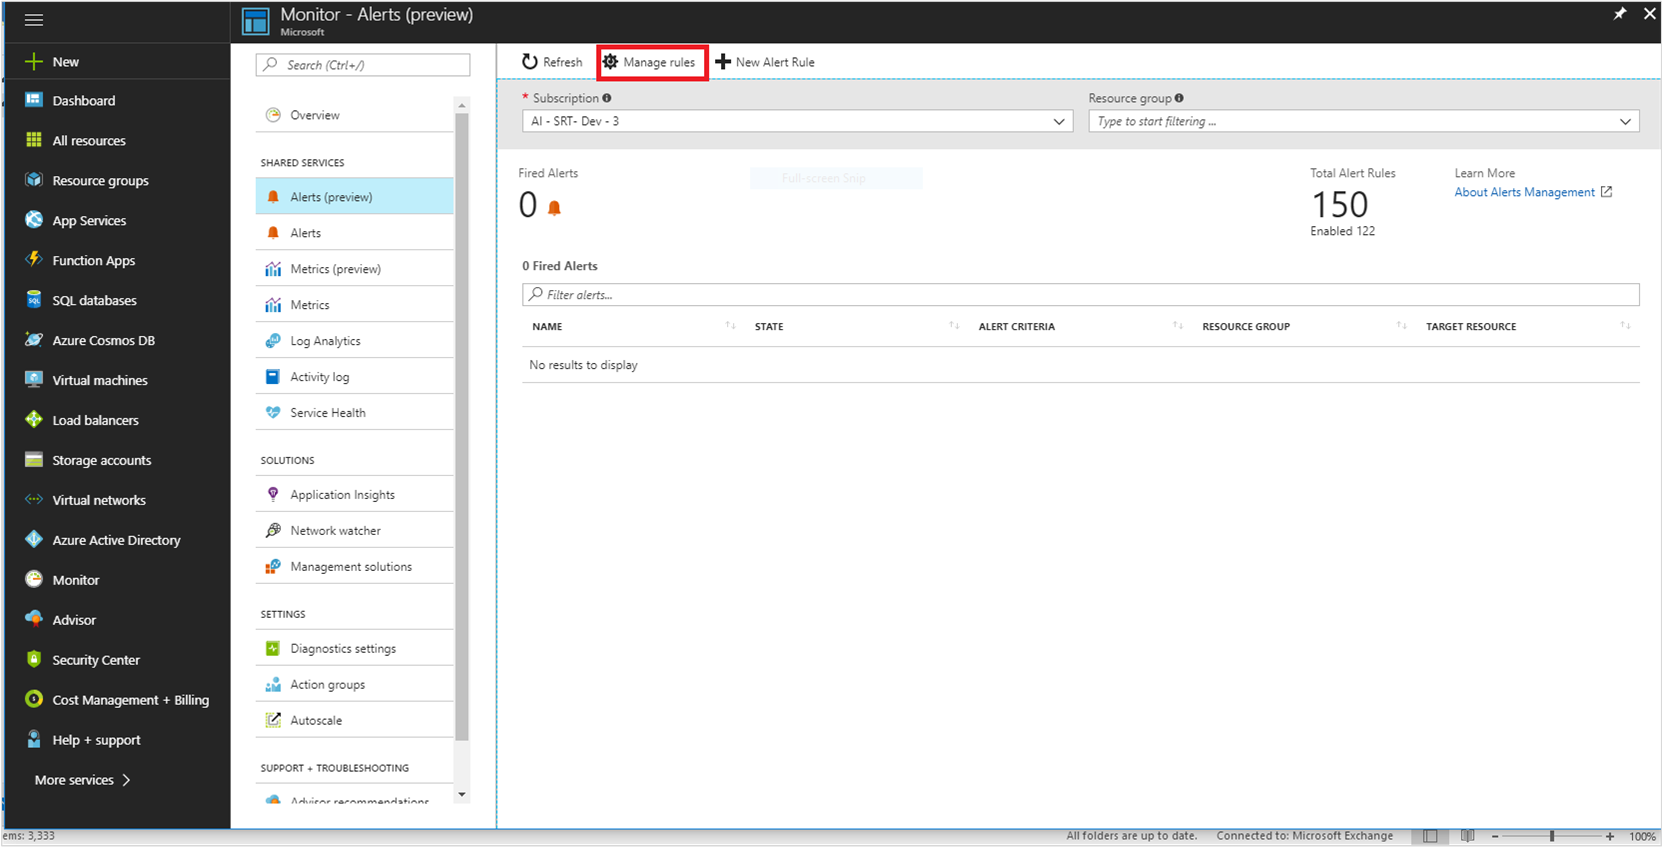 Monitor - Alerts (preview)
Microsoft
New
Dashboard
All resources
Resource groups
App Services
Function Apps
SQL databases
Azure Cosmos DB
Virtual machines
Load balancers
Storage accounts
Virtual networks
Azure Active Directory
Monitor
Advisor
Security Center
Cost Management + Billing
Help + support
More services
Search (Ctrl+/)
Overview
SHARED SERVICES
Alerts (preview)
Alerts
Metrics (preview)
Metrics
Log Analytics
Activity log
Service Health
SOLUTIONS
Application Insights
Network watcher
Management solutions
SETTINGS
Diagnostics settings
Action groups
Autoscale
SUPPORT + TROUBLESHOOTING
Advisor recommendations
Refresh Manage rules New Alert Rule
* Subscription Resource group
AI - SRT- Dev - 3 Type to start filtering ...
Fired Alerts Full-screen Snip Total Alert Rules Learn More
0 150 About Alerts Management
Enabled 122
0 Fired Alerts
Filter alerts...
NAME STATE ALERT CRITERIA RESOURCE GROUP TARGET RESOURCE
No results to display
ems: 3,333 All folders are up to date. Connected to: Microsoft Exchange 100%